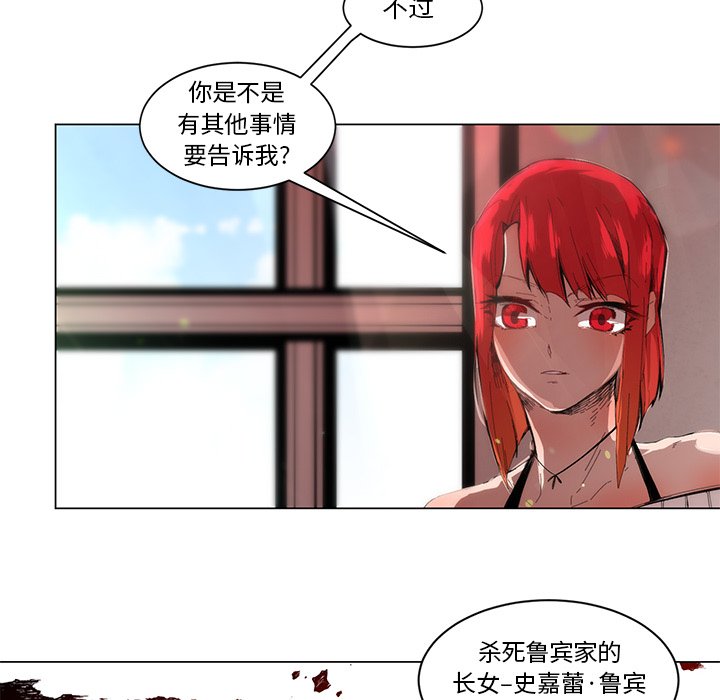 不过
你是不是
有其他事情
要告诉我?
杀死鲁宾家的
长女-史嘉蕾·鲁宾